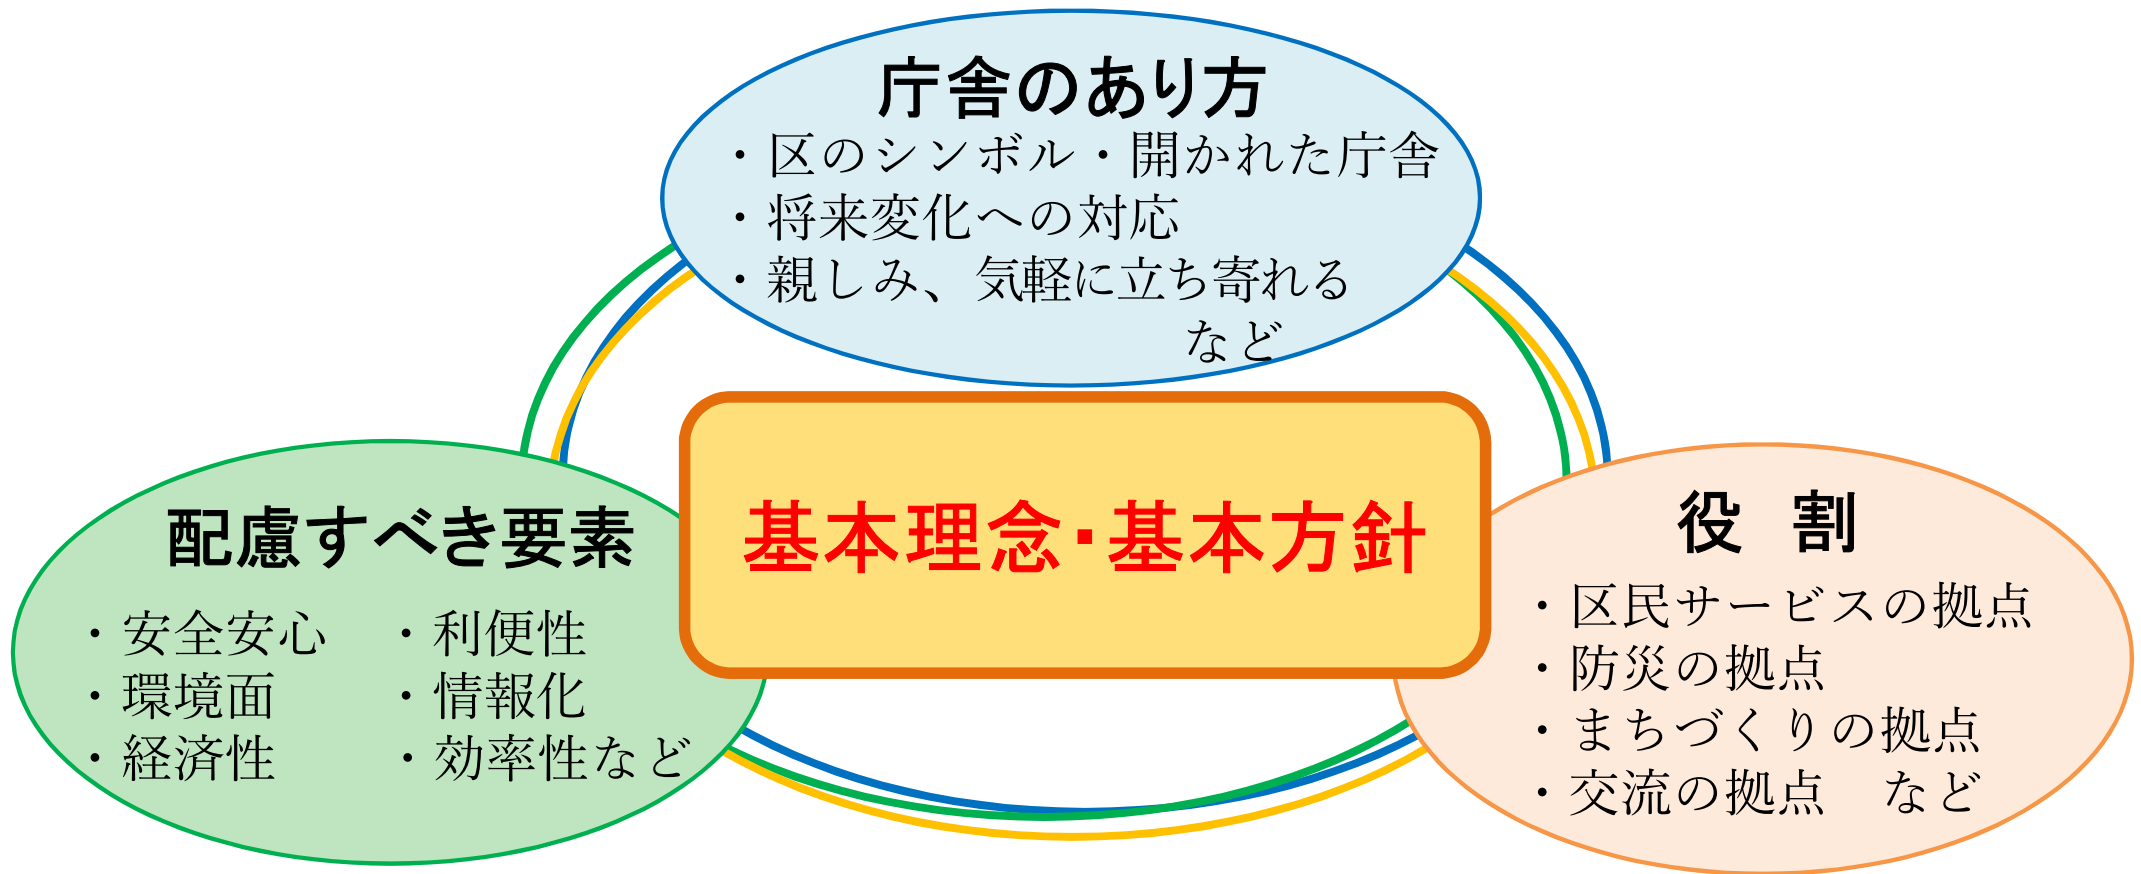 庁舎のあり方
・区のシンボル・開かれた庁舎
・将来変化への対応
・親しみ、気軽に立ち寄れる
など
基本理念・基本方針
配慮すべき要素
・安全安心　・利便性
・環境面　・情報化
・経済性　・効率性など
役　割
・区民サービスの拠点
・防災の拠点
・まちづくりの拠点
・交流の拠点　など